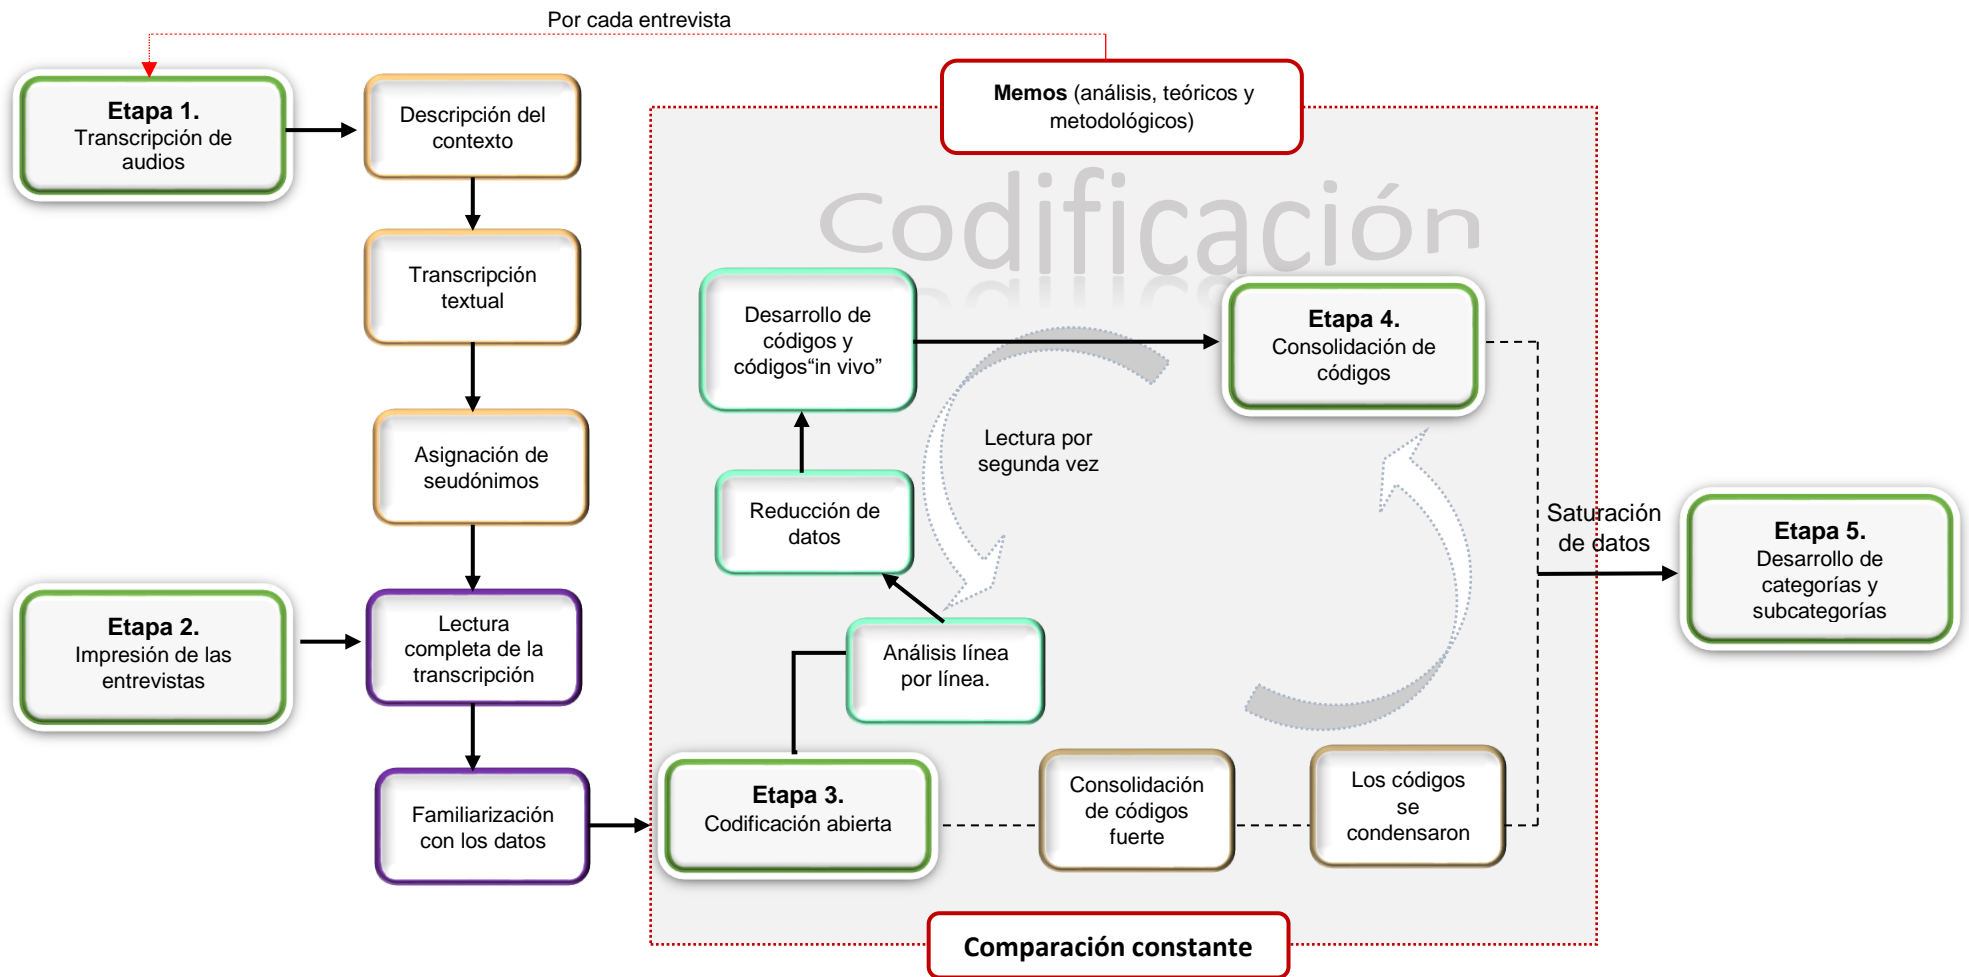 Por cada entrevista
Etapa 1.
Transcripción de
audios
Descripción del
contexto
Memos (análisis, teóricos y
metodológicos)
Codificación
Transcripción
textual
Desarrollo de
códigos y
códigos“in vivo”
Etapa 4.
Consolidación de
códigos
Asignación de
seudónimos
Lectura por
segunda vez
Reducción de
datos
Saturación
de datos
Etapa 5.
Desarrollo de
categorías y
subcategorías
Etapa 2.
Impresión de las
entrevistas
Lectura
completa de la
transcripción
Análisis línea
por línea.
Familiarización
con los datos
Etapa 3.
Codificación abierta
Consolidación
de códigos
fuerte
Los códigos
se
condensaron
Comparación constante